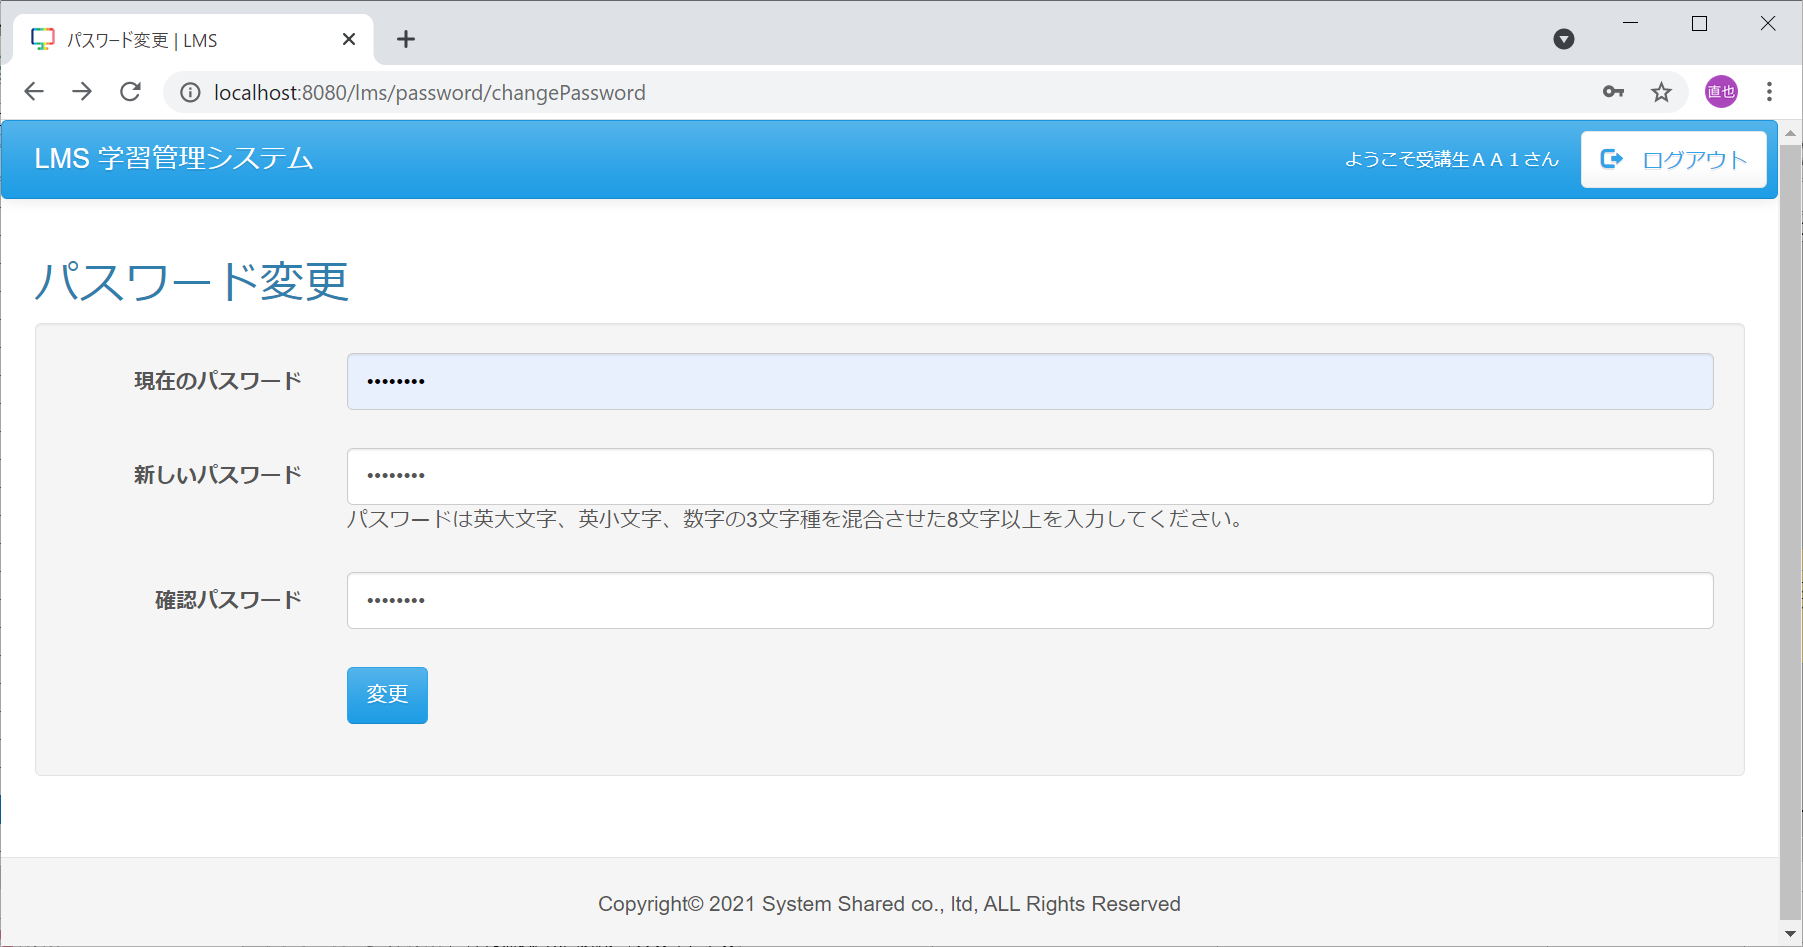 パスワード変更 | LMS
localhost:8080/lms/password/changePassword
直也
LMS 学習管理システム
ようこそ受講生ＡＡ１さん
ログアウト
パスワード変更
現在のパスワード
••••••••
新しいパスワード
••••••••
パスワードは英大文字、英小文字、数字の3文字種を混合させた8文字以上を入力してください。
確認パスワード
••••••••
変更
Copyright© 2021 System Shared co., ltd, ALL Rights Reserved